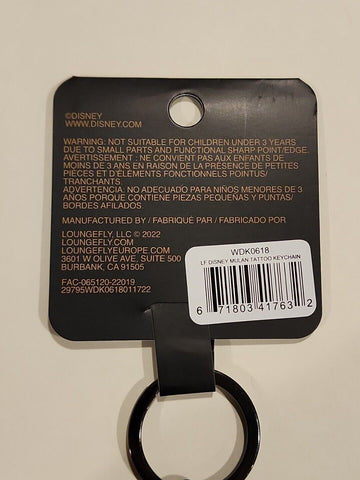 ©DISNEY
WWW.DISNEY.COM
WARNING: NOT SUITABLE FOR CHILDREN UNDER 3 YEARS
DUE TO SMALL PARTS AND FUNCTIONAL SHARP POINT/EDGE.
AVERTISSEMENT : NE CONVIENT PAS AUX ENFANTS DE
MOINS DE 3 ANS EN RAISON DE LA PRÉSENCE DE PETITES
PIÈCES ET D'ÉLÉMENTS FONCTIONNELS POINTUS/
TRANCHANTS.
ADVERTENCIA: NO ADECUADO PARA NIÑOS MENORES DE 3
AÑOS PORQUE CONTIENE PIEZAS PEQUEÑAS Y PUNTAS/
BORDES AFILADOS
MANUFACTURED BY / FABRIQUÉ PAR / FABRICADO POR
LOUNGEFLY, LLC © 2022
LOUNGEFLY.COM
LOUNGEFLYEUROPE.COM
3601 W OLIVE AVE, SUITE 500
BURBANK, CA 91505
FAC-065120-22019
29795WDK0618011722
WDK0618
LF DISNEY MULAN TATTOO KEYCHAIN
6 71803 41763 2